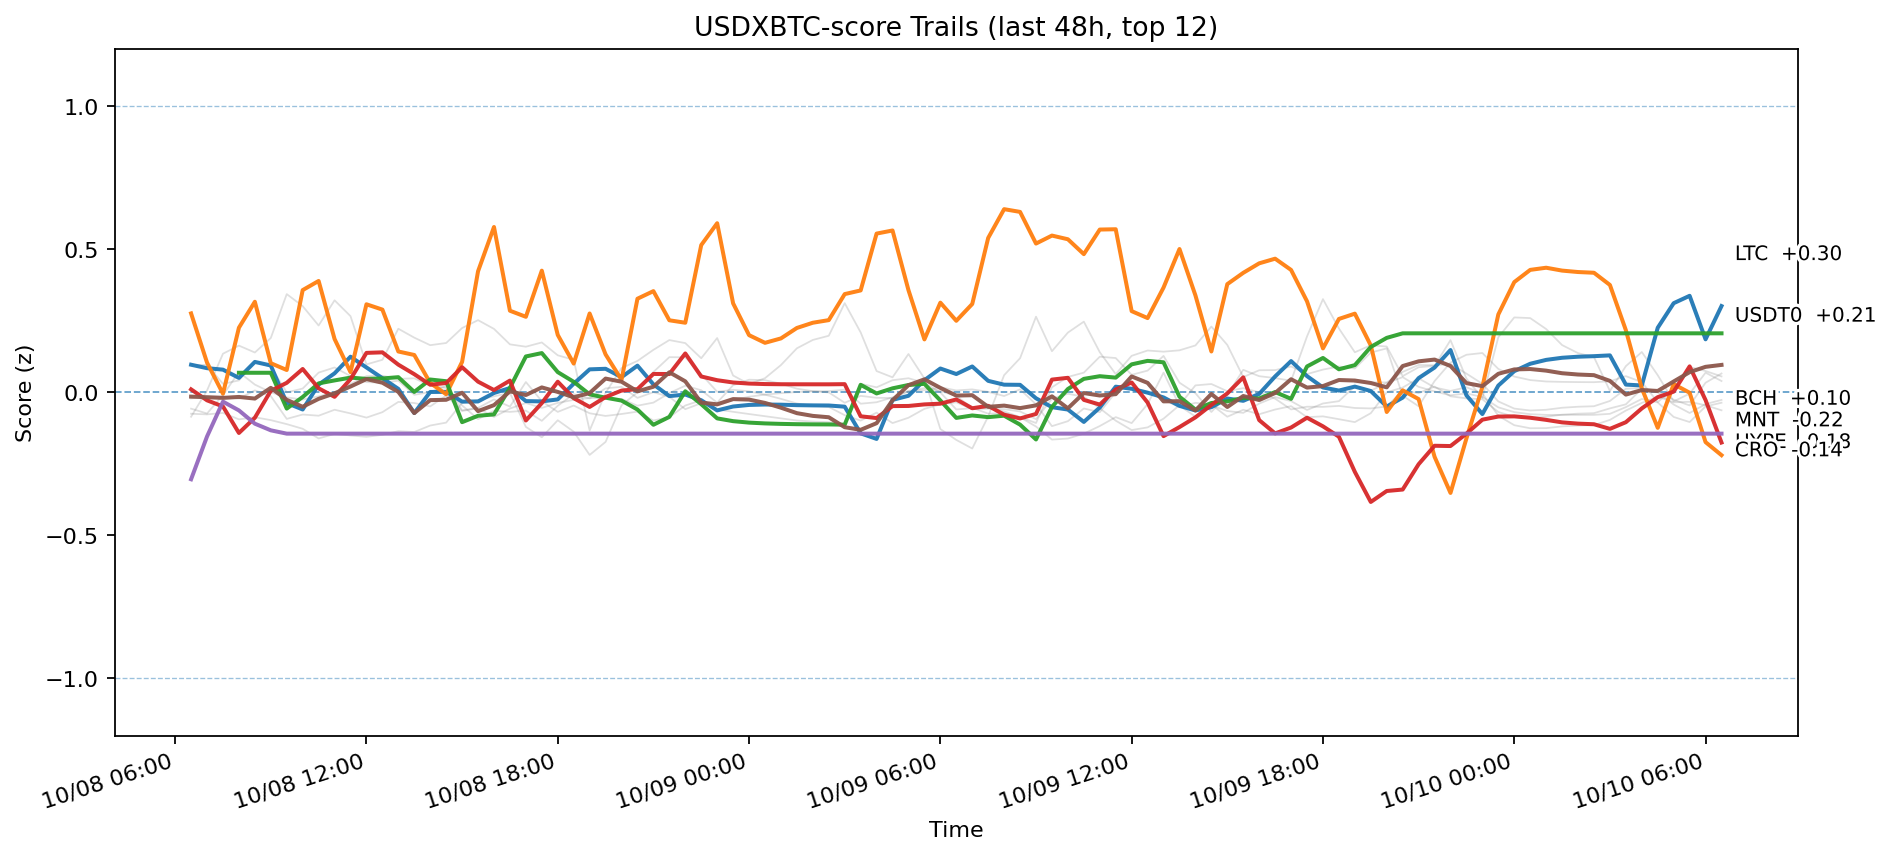 USDXBTC-score Trails (last 48h, top 12)
Score (z)
1.0
0.5
0.0
−0.5
−1.0
LTC +0.30
USDT0 +0.21
BCH +0.10
MNT -0.22
CRO -0.14
10/08 06:00
10/08 12:00
10/08 18:00
10/09 00:00
10/09 06:00
10/09 12:00
10/09 18:00
10/10 00:00
10/10 06:00
Time